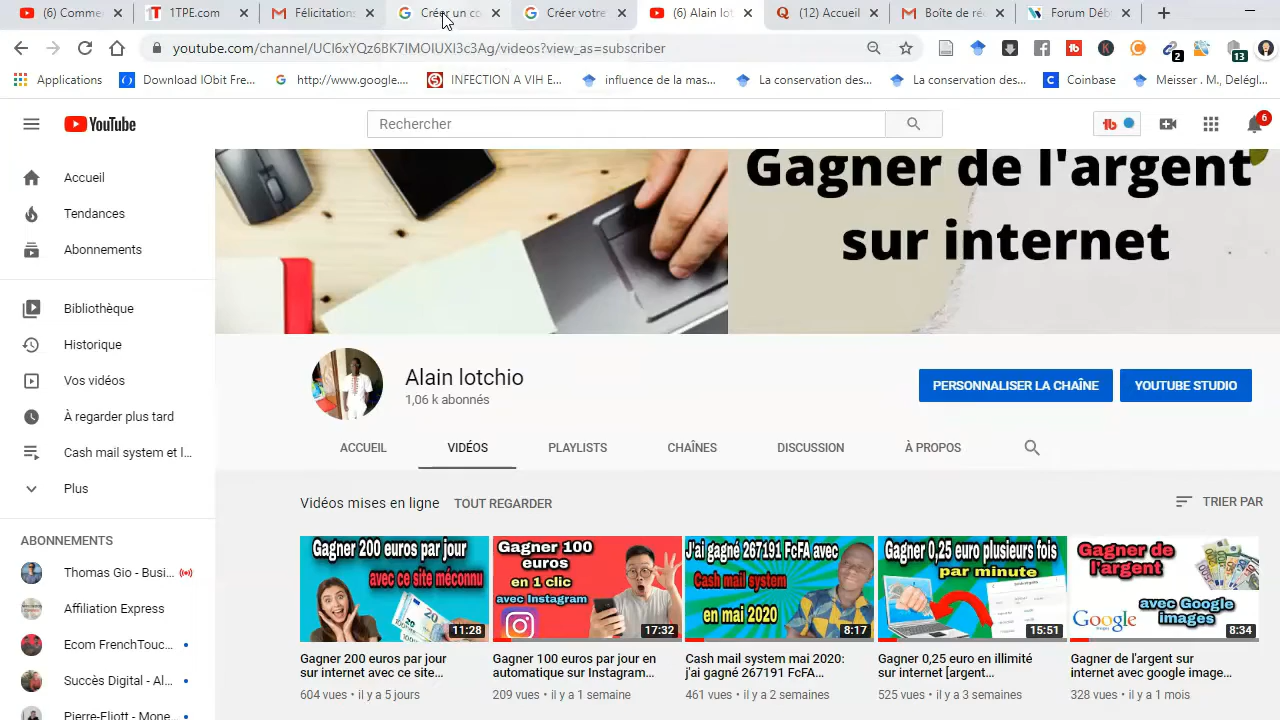 (6) Comme
1TPE.com
Félicitations
Créer un co
Créer votre
(6) Alain lot
(12) Accueil
Boîte de ré
Forum Déb
youtube.com/channel/UCI6xYQz6BK7IMOI0XI3c3Ag/videos?view_as=subscriber
2
13
Applications
Download IObit Fre...
http://www.google....
INFECTION A VIH E...
influence de la mas...
La conservation des...
La conservation des...
Coinbase
Meisser . M., Delégl...
YouTube
Rechercher
6
Accueil
Tendances
Abonnements
Bibliothèque
Historique
Vos vidéos
À regarder plus tard
Cash mail system et l...
Plus
ABONNEMENTS
Thomas Gio - Busi...
Affiliation Express
Ecom FrenchTouc...
Succès Digital - Al...
Pierre-Eliott - Mone...
Gagner de l'argent
sur internet
Alain lotchio
1,06 k abonnés
PERSONNALISER LA CHAÎNE
YOUTUBE STUDIO
ACCUEIL
VIDÉOS
PLAYLISTS
CHAÎNES
DISCUSSION
À PROPOS
Vidéos mises en ligne
TOUT REGARDER
TRIER PAR
Gagner 200 euros par jour
avec ce site méconnu
11:28
Gagner 200 euros par jour
sur internet avec ce site...
604 vues • il y a 5 jours
Gagner 100
euros
en 1 clic
avec Instagram
17:32
Gagner 100 euros par jour en
automatique sur Instagram...
209 vues • il y a 1 semaine
J'ai gagné 267191 FcFA avec
Cash mail system
en mai 2020
8:17
Cash mail system mai 2020:
j'ai gagné 267191 FcFA...
461 vues • il y a 2 semaines
Gagner 0,25 euro plusieurs fois
par minute
15:51
Gagner 0,25 euro en illimité
sur internet [argent...
525 vues • il y a 3 semaines
Gagner de
l'argent
avec Google
images
Google
8:34
Gagner de l'argent sur
internet avec google image...
328 vues • il y a 1 mois